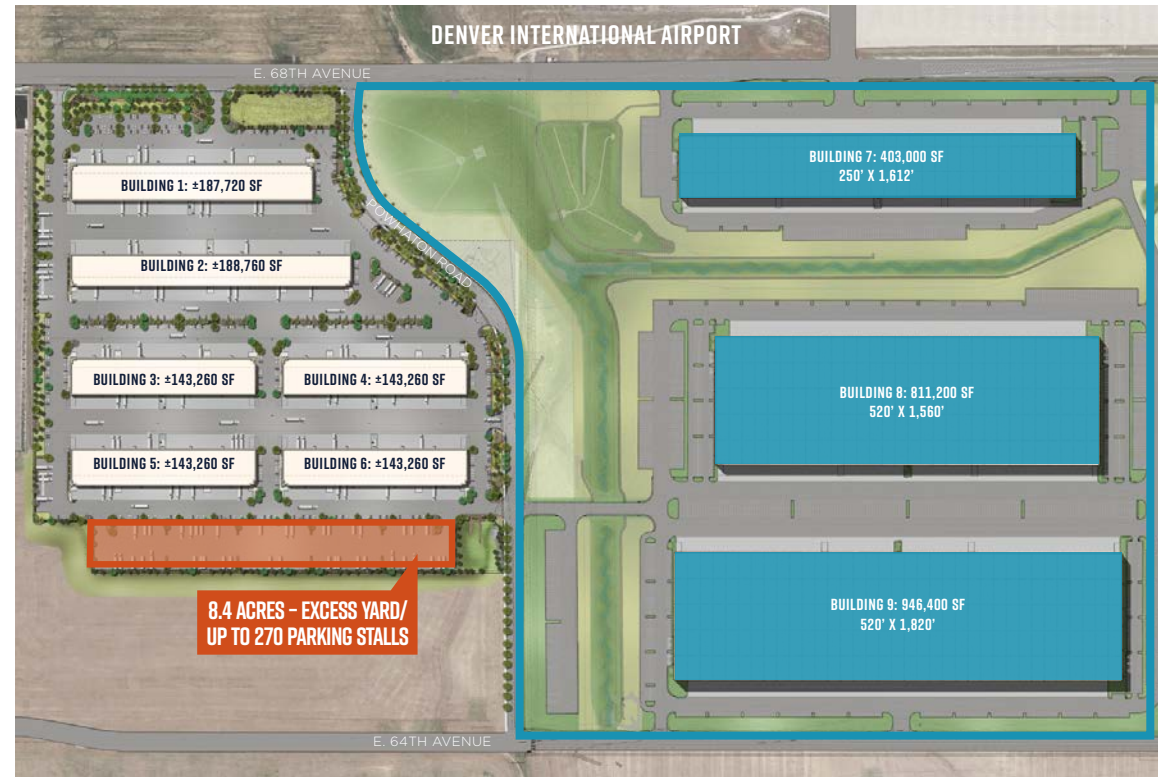 DENVER INTERNATIONAL AIRPORT
E. 68TH AVENUE
BUILDING 1: ±187,720 SF
BUILDING 7: 403,000 SF
250' X 1,612'
POWHATON ROAD
BUILDING 2: ±188,760 SF
BUILDING 3: ±143,260 SF
BUILDING 4: ±143,260 SF
BUILDING 8: 811,200 SF
520' X 1,560'
BUILDING 5: ±143,260 SF
BUILDING 6: ±143,260 SF
8.4 ACRES – EXCESS YARD/
UP TO 270 PARKING STALLS
BUILDING 9: 946,400 SF
520' X 1,820'
E. 64TH AVENUE